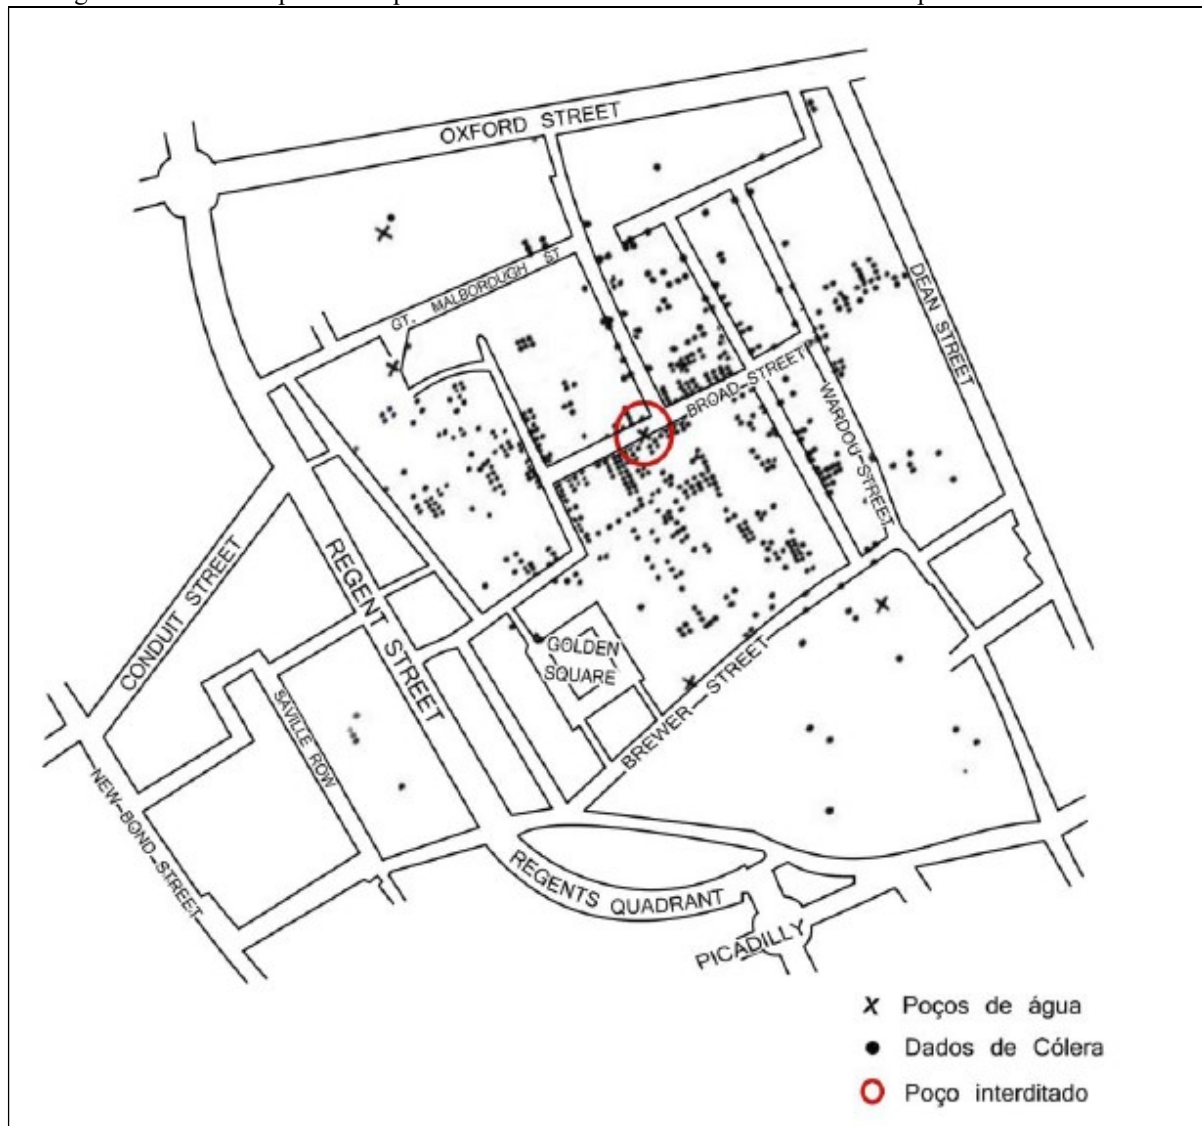 OXFORD STREET
GT. MALBOROUGH ST
DEAN STREET
BROAD STREET
WARDOU STREET
CONDUIT STREET
REGENT STREET
GOLDEN
SQUARE
SAVILLE ROW
BREWER STREET
NEW BOND STREET
REGENTS QUADRANT
PICADILLY
X Poços de água
Dados de Cólera
Poço interditado